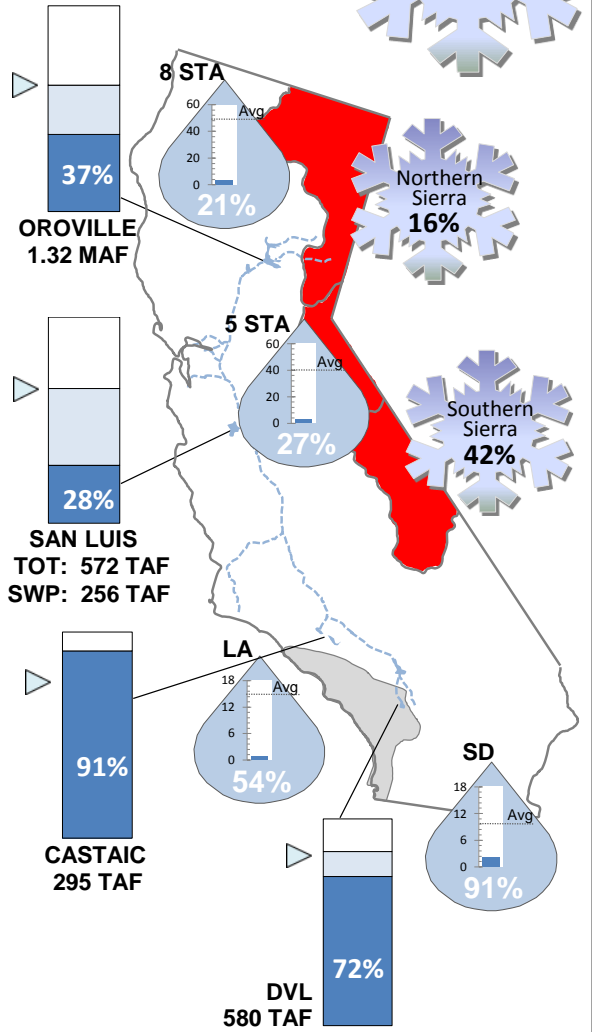 8 STA
60
40
20
0
Avg
21%
37%
OROVILLE
1.32 MAF
Northern
Sierra
16%
5 STA
60
40
20
0
Avg
27%
28%
SAN LUIS
TOT: 572 TAF
SWP: 256 TAF
Southern
Sierra
42%
LA
18
12
6
0
Avg
54%
91%
CASTAIC
295 TAF
SD
18
12
6
0
Avg
91%
72%
DVL
580 TAF